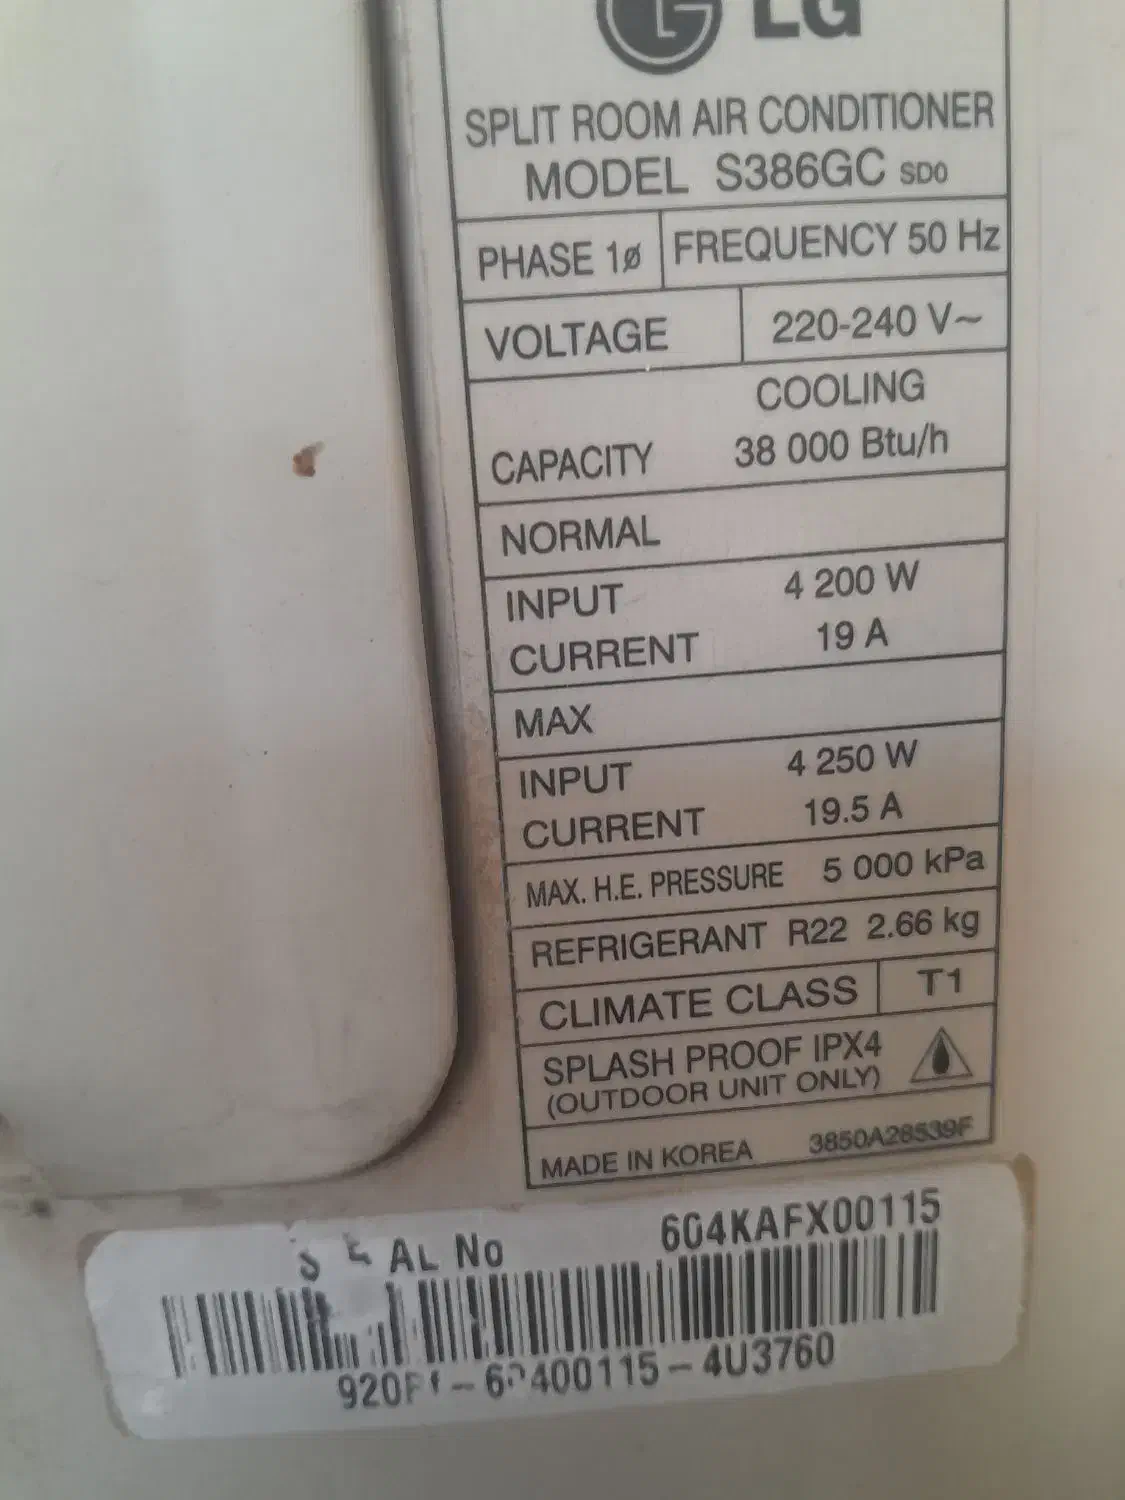 LG
SPLIT ROOM AIR CONDITIONER
MODEL S386GC SD0
PHASE 1ø FREQUENCY 50 Hz
VOLTAGE 220-240 V~
COOLING
CAPACITY 38 000 Btu/h
NORMAL
INPUT 4 200 W
CURRENT 19 A
MAX
INPUT 4 250 W
CURRENT 19.5 A
MAX. H.E. PRESSURE 5 000 kPa
REFRIGERANT R22 2.66 kg
CLIMATE CLASS T1
SPLASH PROOF IPX4
(OUTDOOR UNIT ONLY)
MADE IN KOREA 3850A28539F
AL No 604KAFX00115